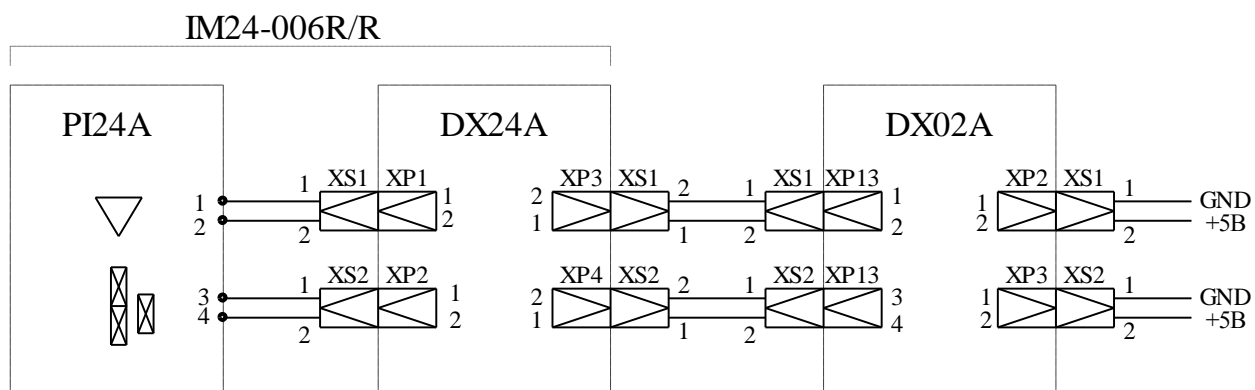 IM24-006R/R
PI24A DX24A DX02A
XS1 XP1 XP3 XS1 XS1 XP13 XP2 XS1
1 1 1 2 2 1 1 1 1 GND
2 2 2 1 1 2 2 2 2 +5B
XS2 XP2 XP4 XS2 XS2 XP13 XP3 XS2
3 1 1 2 2 1 3 1 1 GND
4 2 2 1 1 2 4 2 2 +5B